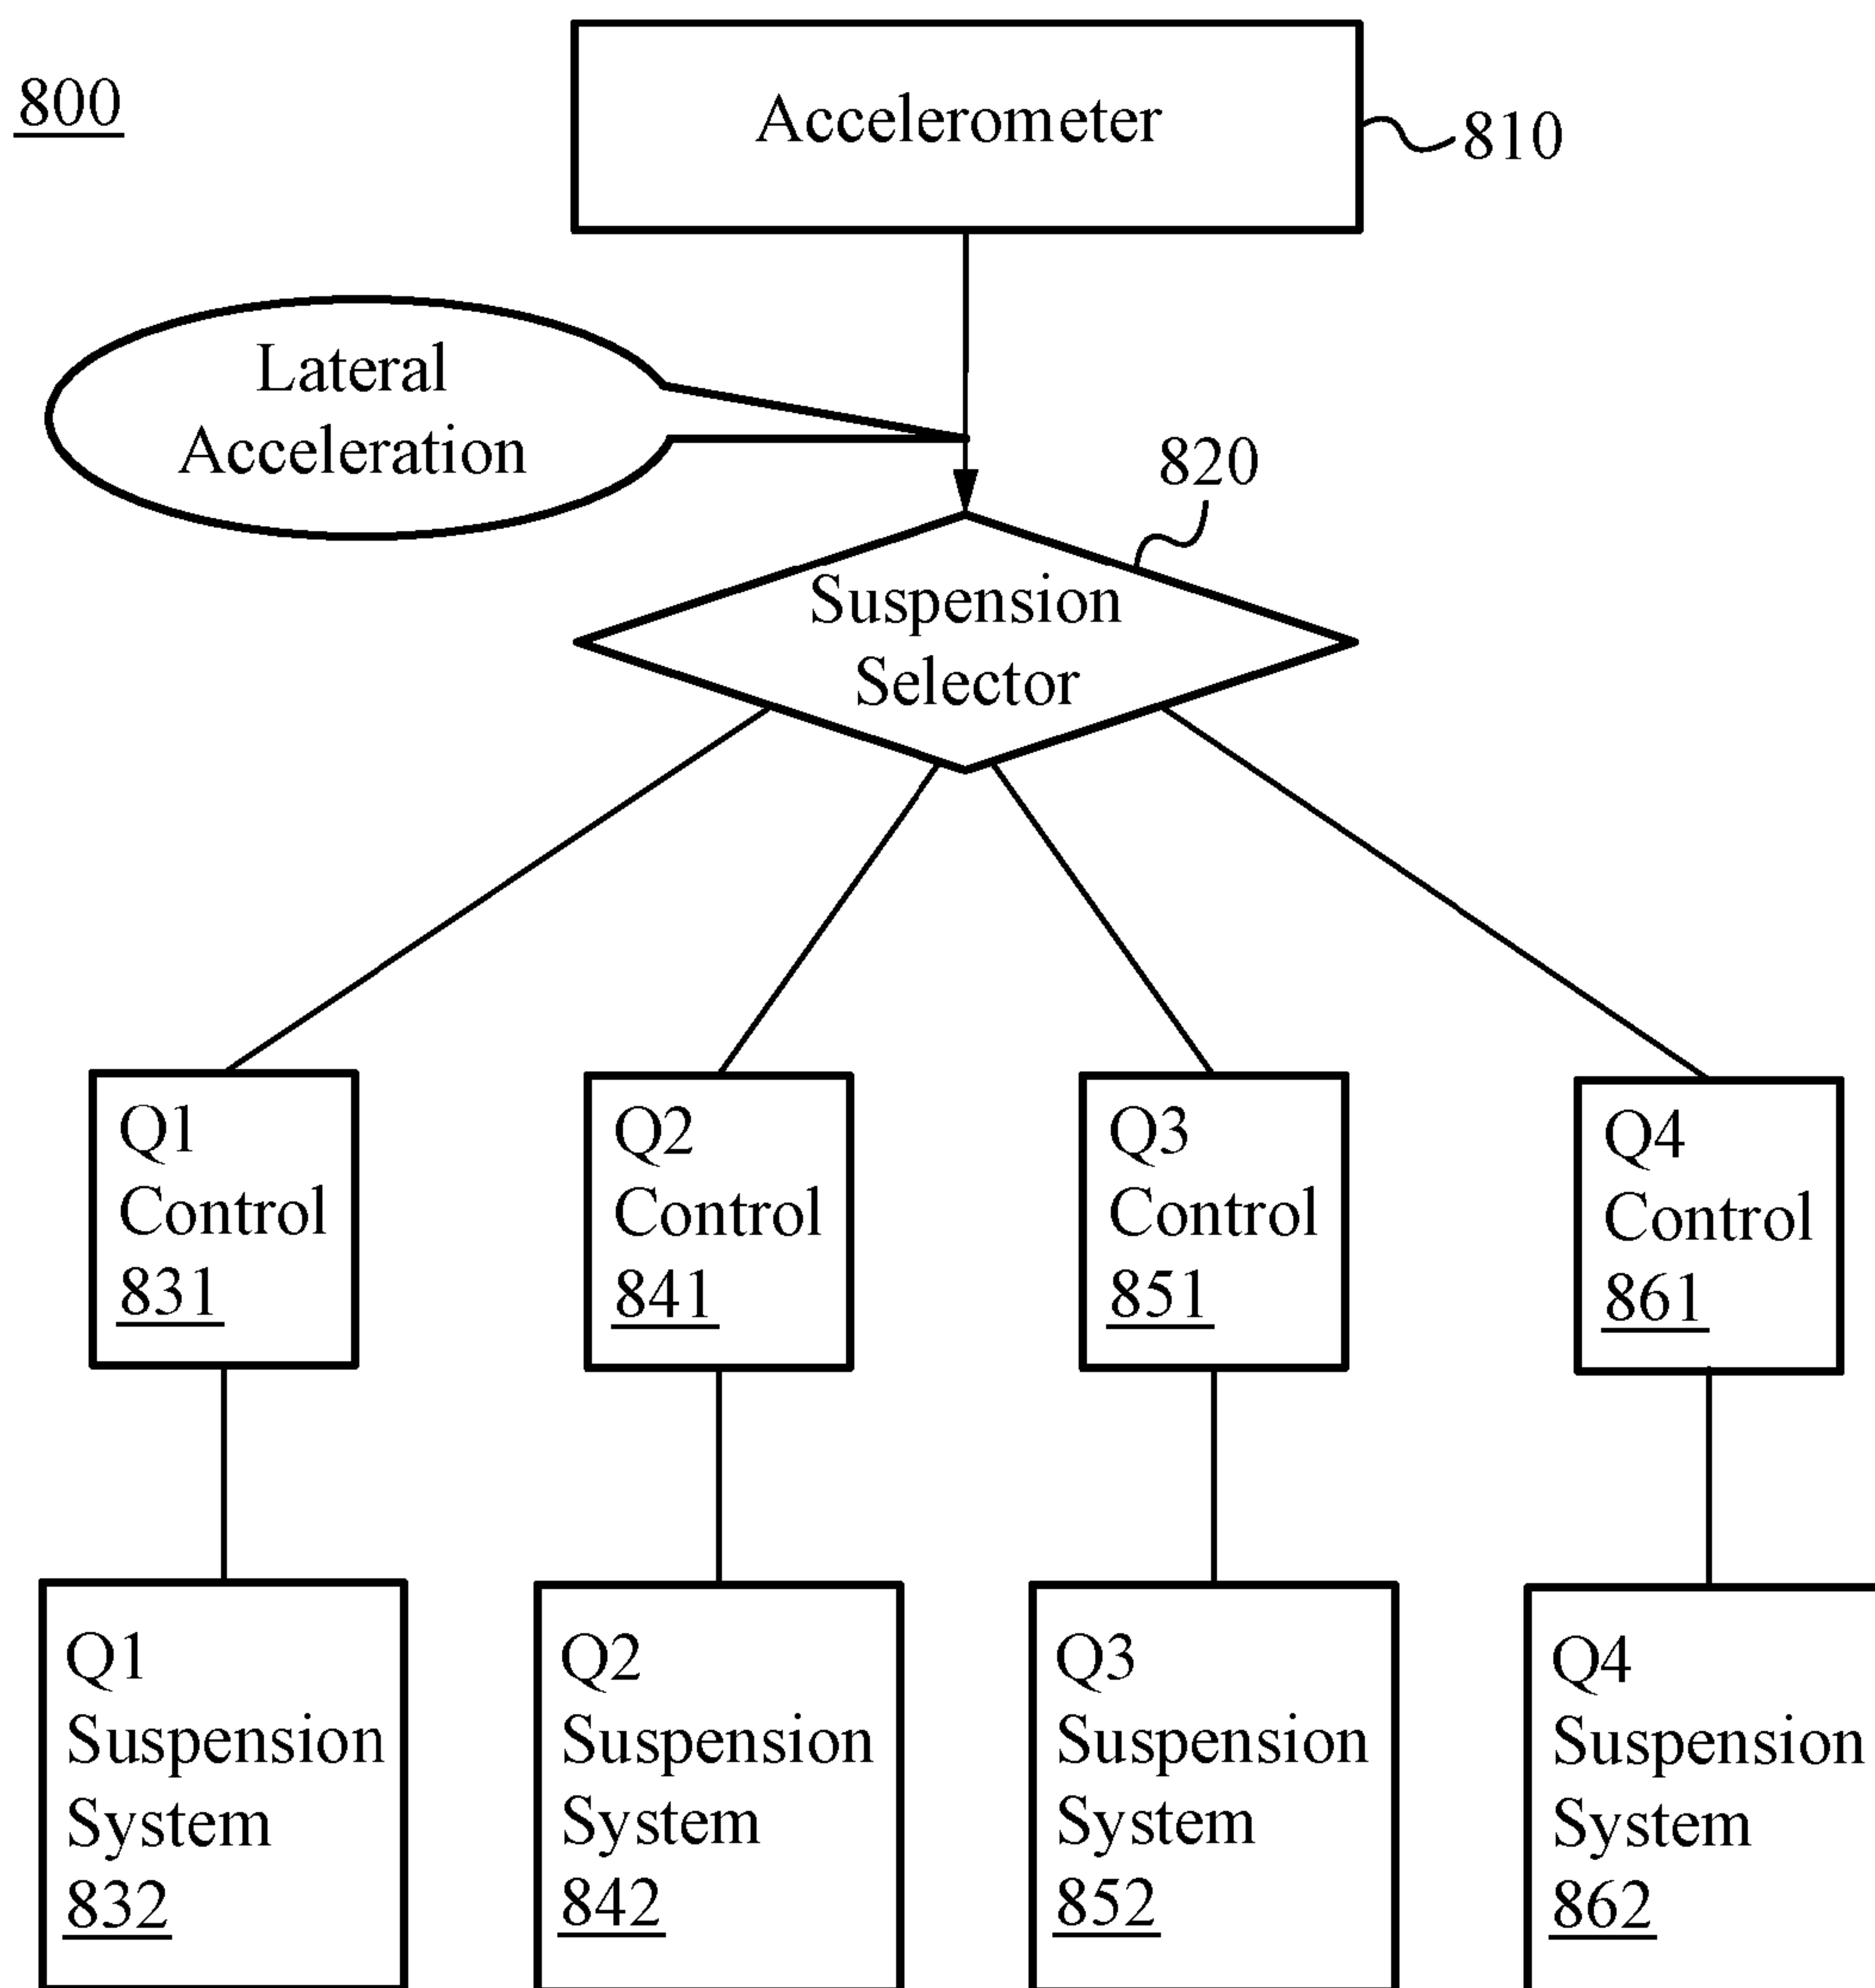 800
Accelerometer
810
Lateral
Acceleration
820
Suspension
Selector
Q1
Control
831
Q2
Control
841
Q3
Control
851
Q4
Control
861
Q1
Suspension
System
832
Q2
Suspension
System
842
Q3
Suspension
System
852
Q4
Suspension
System
862